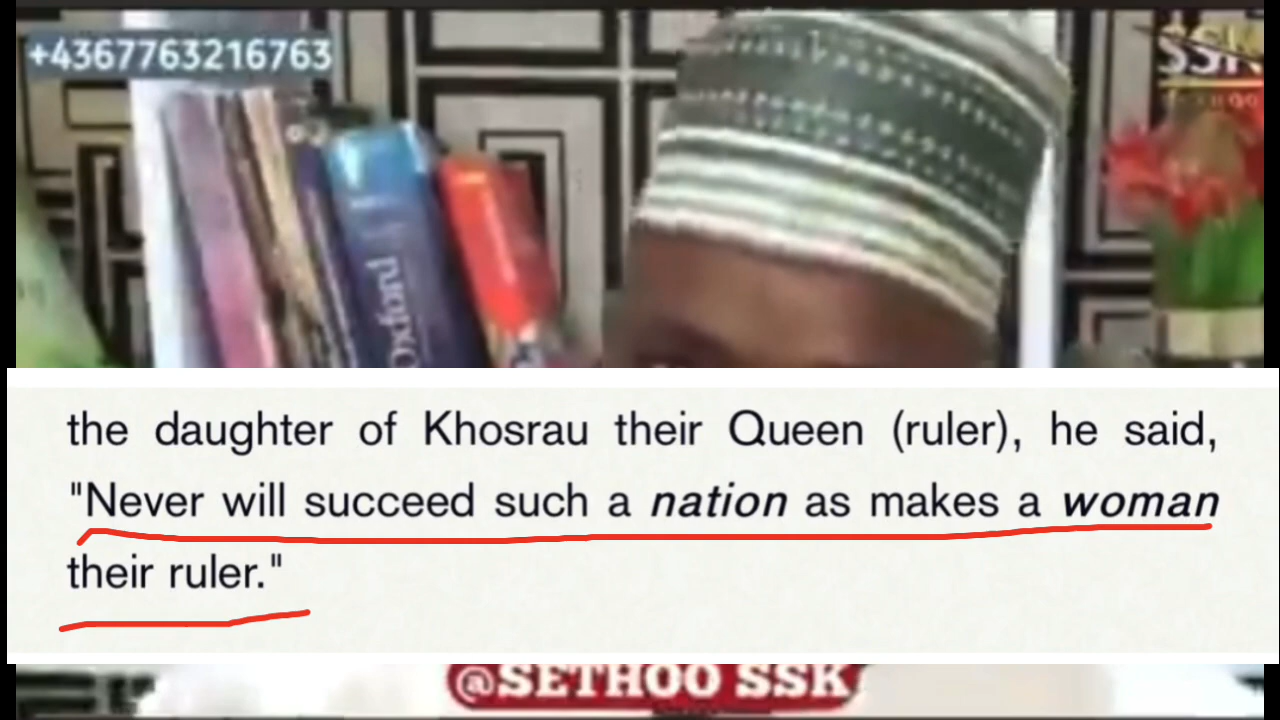 +4367763216763
SSK
Oxford
the daughter of Khosrau their Queen (ruler), he said,
"Never will succeed such a nation as makes a woman
their ruler."
@SETHOO SSK